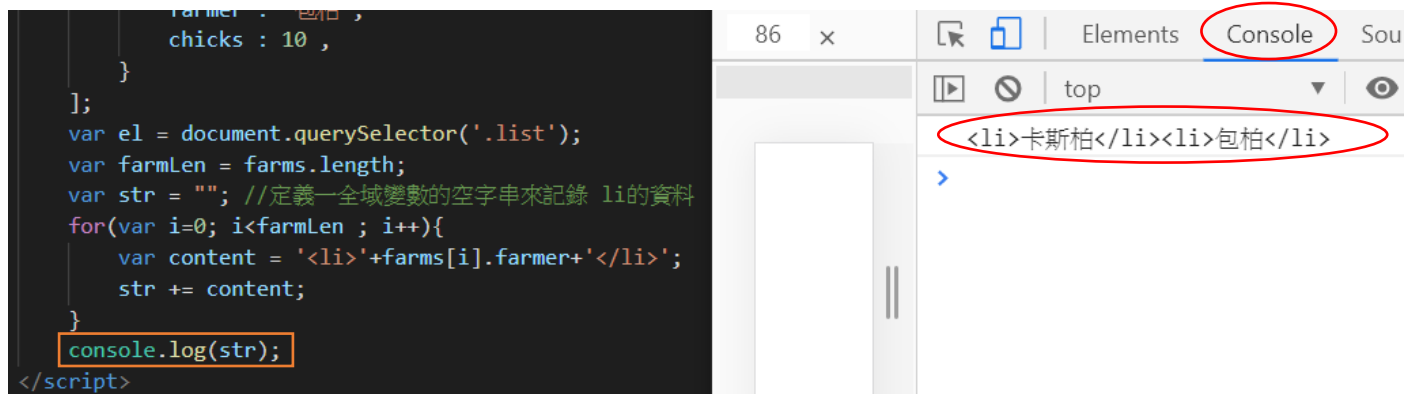 farmer : '包柏',
chicks : 10 ,
}
];
var el = document.querySelector('.list');
var farmLen = farms.length;
var str = ""; //定義一全域變數的空字串來記錄 li的資料
for(var i=0; i<farmLen ; i++){
var content = '<li>'+farms[i].farmer+'</li>';
str += content;
}
console.log(str);
</script>
86 ×
Elements Console Sou
top ▼
<li>卡斯柏</li><li>包柏</li>
>